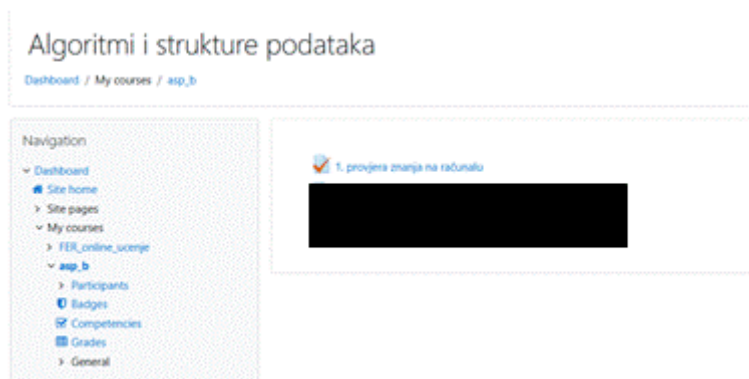 Algoritmi i strukture podataka
Dashboard / My courses / asp_b
Navigation
Dashboard
Site home
Site pages
My courses
FER_online_ucenje
asp_b
Participants
Badges
Competencies
Grades
General
1. provjera znanja na računalu